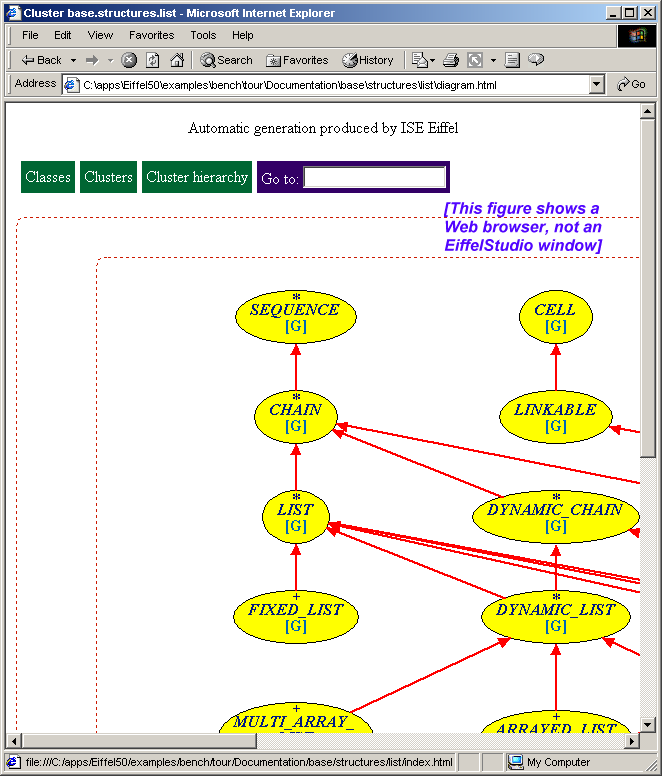 Cluster base.structures.list - Microsoft Internet Explorer
File Edit View Favorites Tools Help
Back Search Favorites History
Address C:\apps\Eiffel50\examples\bench\tour\Documentation\base\structures\list\diagram.html Go
Automatic generation produced by ISE Eiffel
Classes Clusters Cluster hierarchy Go to:
[This figure shows a
Web browser, not an
EiffelStudio window]
*
SEQUENCE CELL
[G] [G]
*
CHAIN LINKABLE
[G] [G]
* *
LIST DYNAMIC_CHAIN
[G] [G]
+ *
FIXED_LIST DYNAMIC_LIST
[G] [G]
+ +
MULTI_ARRAY_ ARRAYED_LIST
file:///C:/apps/Eiffel50/examples/bench/tour/Documentation/base/structures/list/index.html My Computer